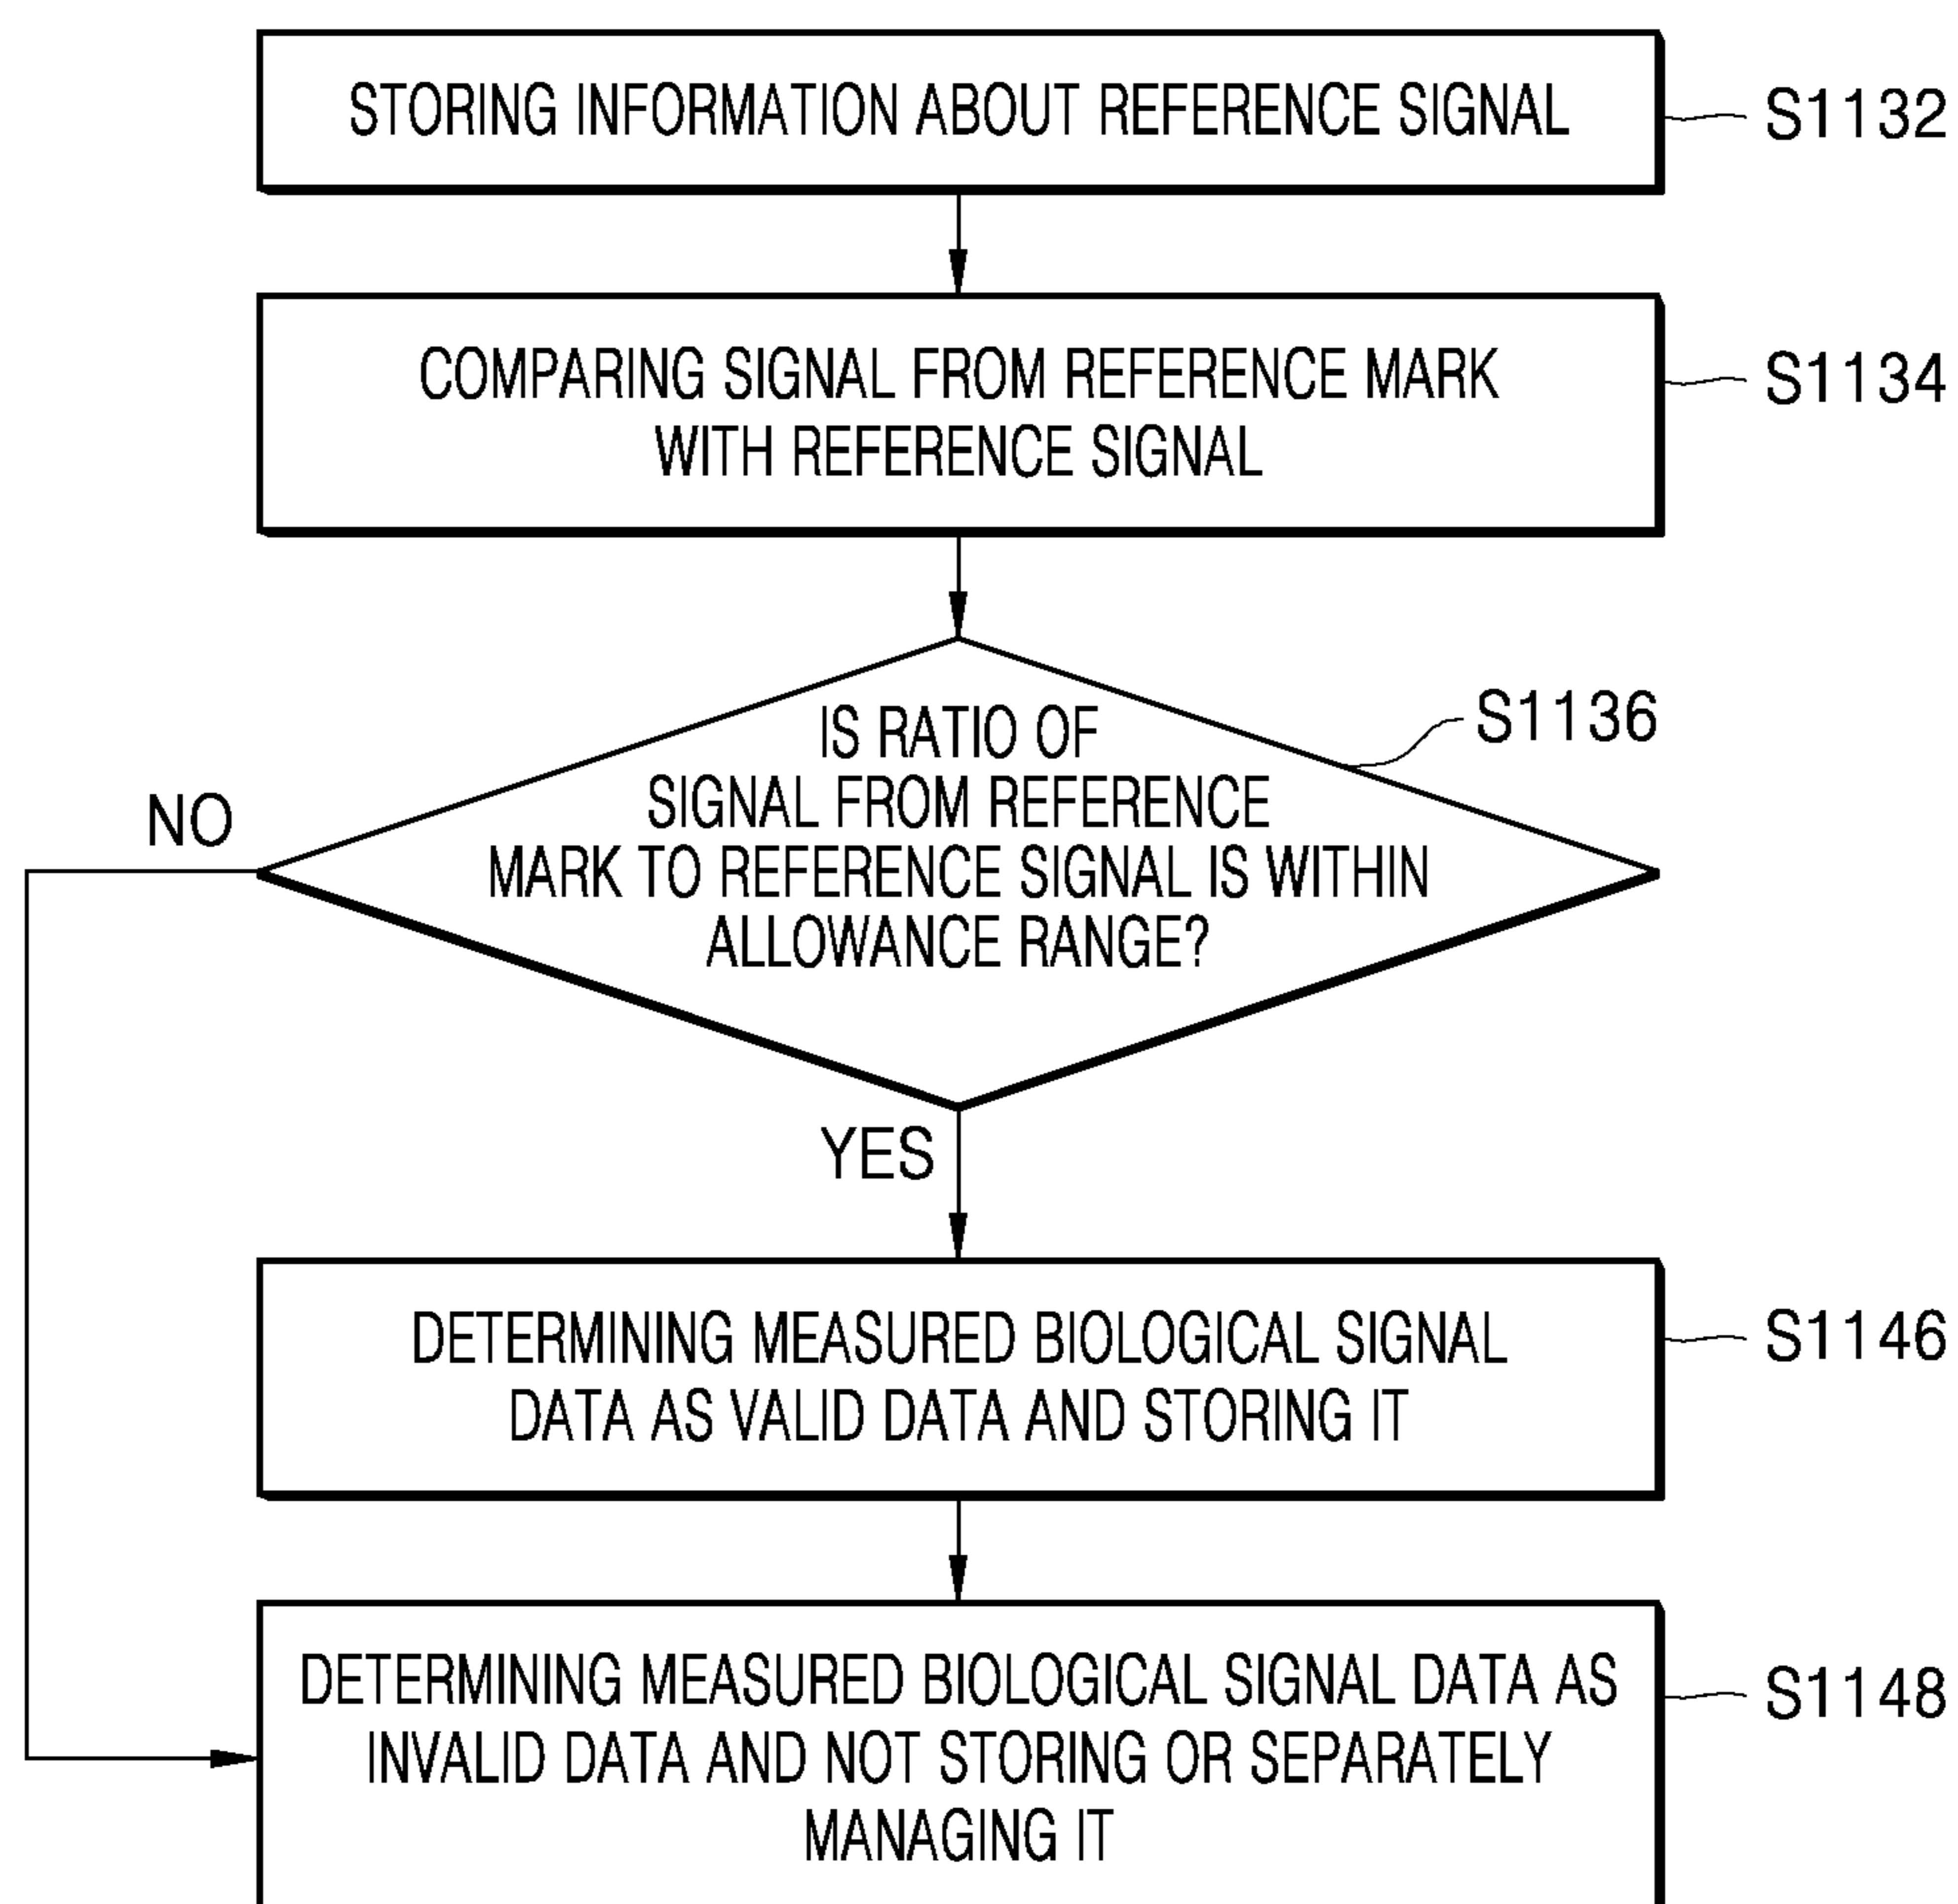 STORING INFORMATION ABOUT REFERENCE SIGNAL
S1132
COMPARING SIGNAL FROM REFERENCE MARK
WITH REFERENCE SIGNAL
S1134
IS RATIO OF
SIGNAL FROM REFERENCE
MARK TO REFERENCE SIGNAL IS WITHIN
ALLOWANCE RANGE?
S1136
NO
YES
DETERMINING MEASURED BIOLOGICAL SIGNAL
DATA AS VALID DATA AND STORING IT
S1146
DETERMINING MEASURED BIOLOGICAL SIGNAL DATA AS
INVALID DATA AND NOT STORING OR SEPARATELY
MANAGING IT
S1148